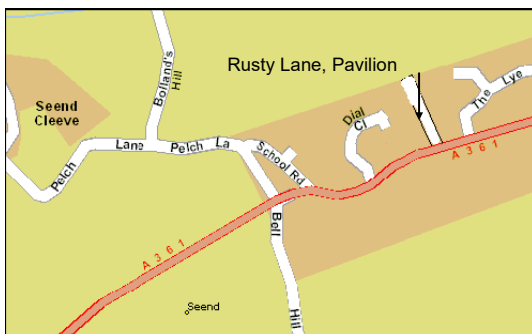 Rusty Lane, Pavilion
Bolland's
Hill
Seend
Cleeve
The Lye
Dial
Cl
A 3 6 1
Pelch
Lane
Pelch La
School Rd
Bell
Hill
A 3 6 1
Seend